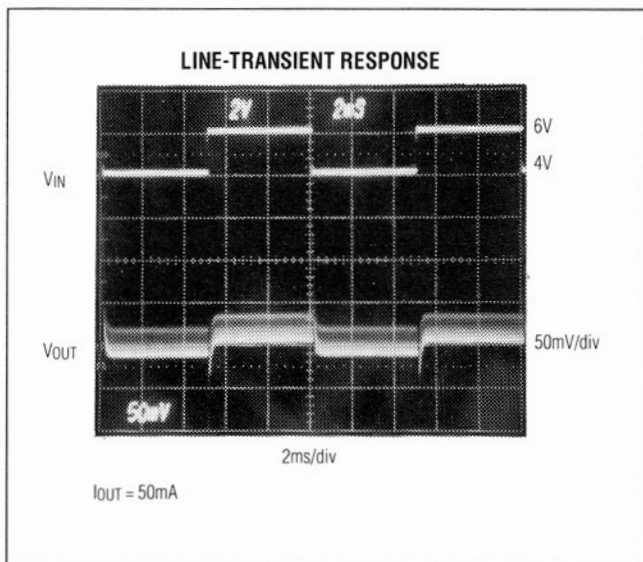 LINE-TRANSIENT RESPONSE
2V 2mS
6V
4V
VIN
VOUT
50mV/div
50mV
2ms/div
IOUT = 50mA